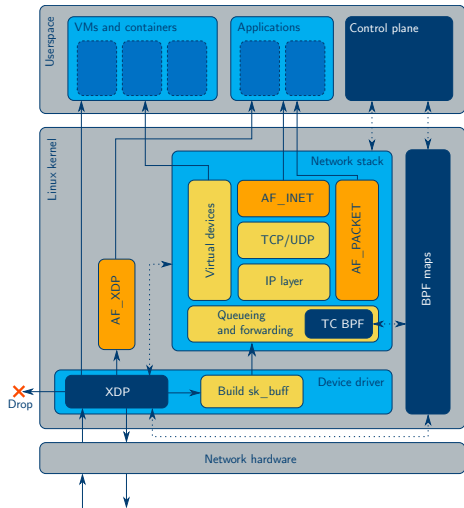 Userspace
VMs and containers
Applications
Control plane
Linux kernel
Network stack
Virtual devices
AF_INET
AF_PACKET
TCP/UDP
IP layer
BPF maps
AF_XDP
Queueing
and forwarding
TC BPF
Device driver
XDP
Build sk_buff
Drop
Network hardware